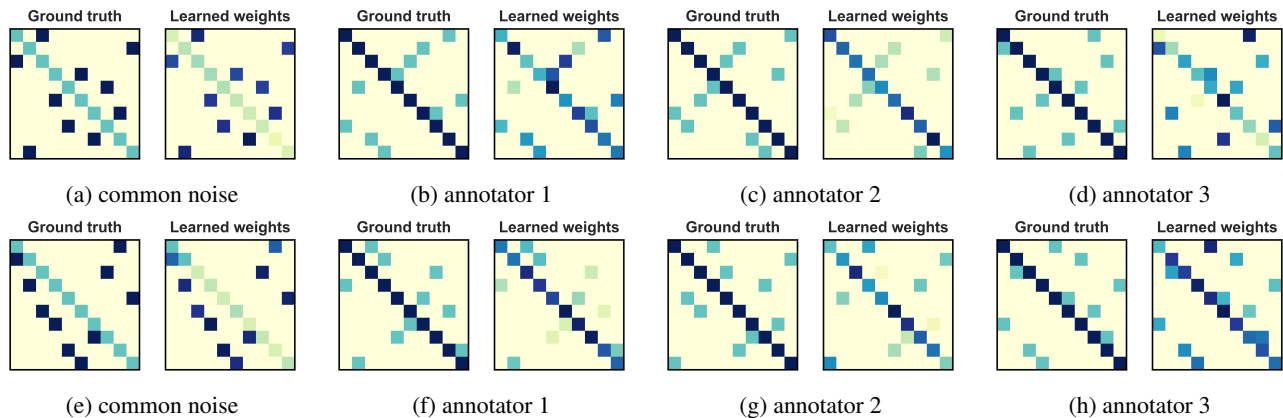 Ground truth Learned weights Ground truth Learned weights Ground truth Learned weights Ground truth Learned weights
(a) common noise (b) annotator 1 (c) annotator 2 (d) annotator 3
Ground truth Learned weights Ground truth Learned weights Ground truth Learned weights Ground truth Learned weights
(e) common noise (f) annotator 1 (g) annotator 2 (h) annotator 3